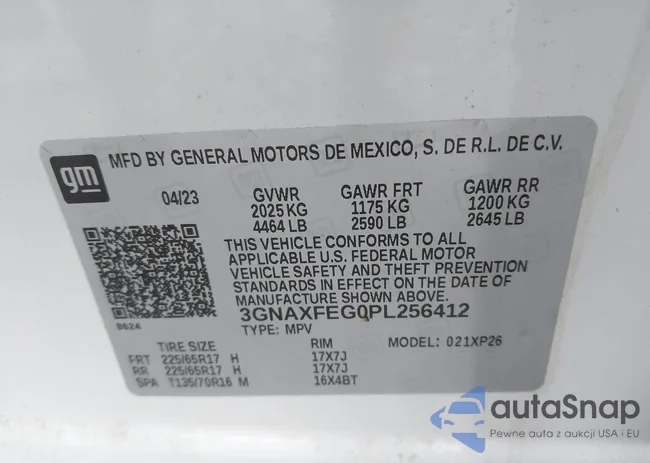 gm
MFD BY GENERAL MOTORS DE MEXICO, S. DE R.L. DE C.V.
04/23 GVWR GAWR FRT GAWR RR
2025 KG 1175 KG 1200 KG
4464 LB 2590 LB 2645 LB
THIS VEHICLE CONFORMS TO ALL
APPLICABLE U.S. FEDERAL MOTOR
VEHICLE SAFETY AND THEFT PREVENTION
STANDARDS IN EFFECT ON THE DATE OF
MANUFACTURE SHOWN ABOVE.
3GNAXFEG0PL256412
0624
TYPE: MPV MODEL: 021XP26
TIRE SIZE RIM
FRT 225/65R17 H 17X7J
RR 225/65R17 H 17X7J
SPA T135/70R16 M 16X4BT
autoSnap
Pewne auto z aukcji USA i EU